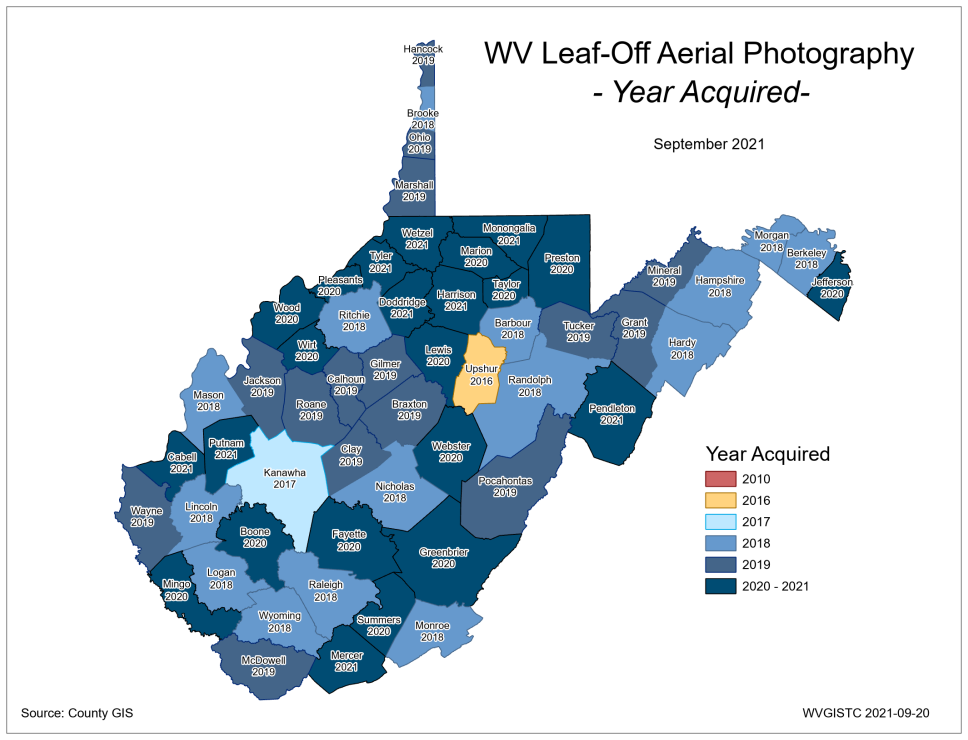 WV Leaf-Off Aerial Photography
- Year Acquired-
September 2021
Hancock
2019
Brooke
2018
Ohio
2019
Marshall
2019
Wetzel
2021
Monongalia
2021
Marion
2020
Preston
2020
Tyler
2021
Pleasants
2020
Doddridge
2021
Harrison
2021
Taylor
2020
Wood
2020
Ritchie
2018
Barbour
2018
Tucker
2019
Grant
2019
Mineral
2019
Hampshire
2018
Morgan
2018
Berkeley
2018
Jefferson
2020
Hardy
2018
Wirt
2020
Lewis
2020
Upshur
2016
Randolph
2018
Pendleton
2021
Jackson
2019
Calhoun
2019
Gilmer
2019
Mason
2018
Roane
2019
Braxton
2019
Putnam
2021
Cabell
2021
Kanawha
2017
Clay
2019
Webster
2020
Nicholas
2018
Pocahontas
2019
Wayne
2019
Lincoln
2018
Boone
2020
Fayette
2020
Greenbrier
2020
Mingo
2020
Logan
2018
Raleigh
2018
Wyoming
2018
Summers
2020
Monroe
2018
McDowell
2019
Mercer
2021
Year Acquired
2010
2016
2017
2018
2019
2020 - 2021
Source: County GIS
WVGISTC 2021-09-20